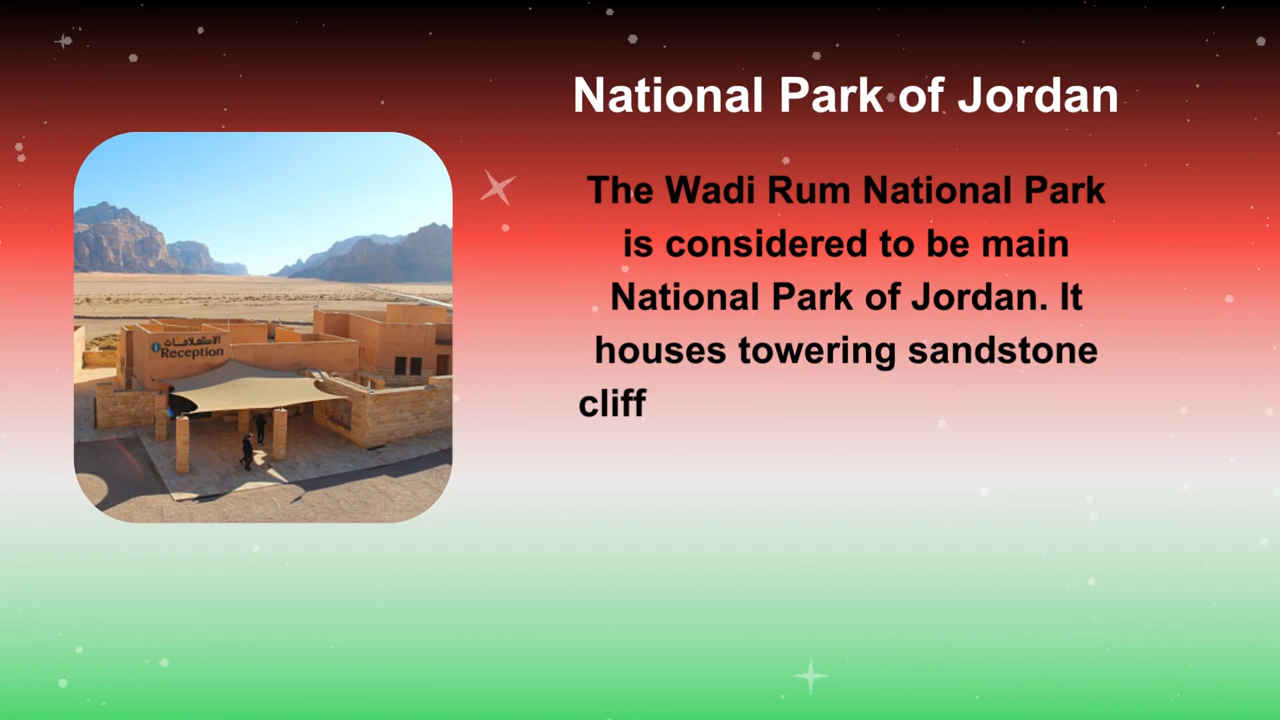 National Park of Jordan
The Wadi Rum National Park
is considered to be main
National Park of Jordan. It
houses towering sandstone
cliff
الاستعلامات
i Reception